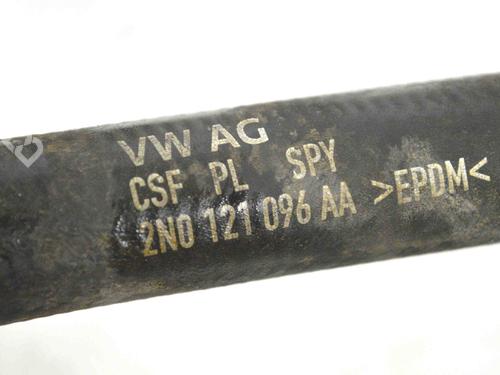 VW AG
CSF PL SPY
2N0 121 096 AA >EPDM<